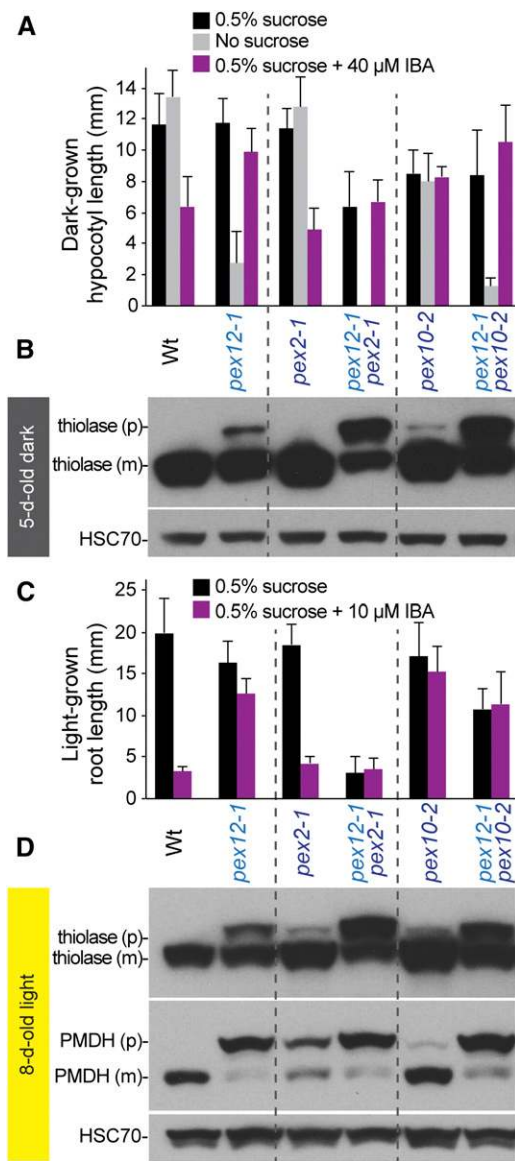 A
0.5% sucrose
No sucrose
0.5% sucrose + 40 µM IBA
Dark-grown
hypocotyl length (mm)
14
12
10
8
6
4
2
0
Wt
pex12-1
pex2-1
pex12-1
pex2-1
pex10-2
pex12-1
pex10-2
B
5-d-old dark
thiolase (p)
thiolase (m)
HSC70
C
0.5% sucrose
0.5% sucrose + 10 µM IBA
Light-grown
root length (mm)
25
20
15
10
5
0
Wt
pex12-1
pex2-1
pex12-1
pex2-1
pex10-2
pex12-1
pex10-2
D
8-d-old light
thiolase (p)
thiolase (m)
PMDH (p)
PMDH (m)
HSC70